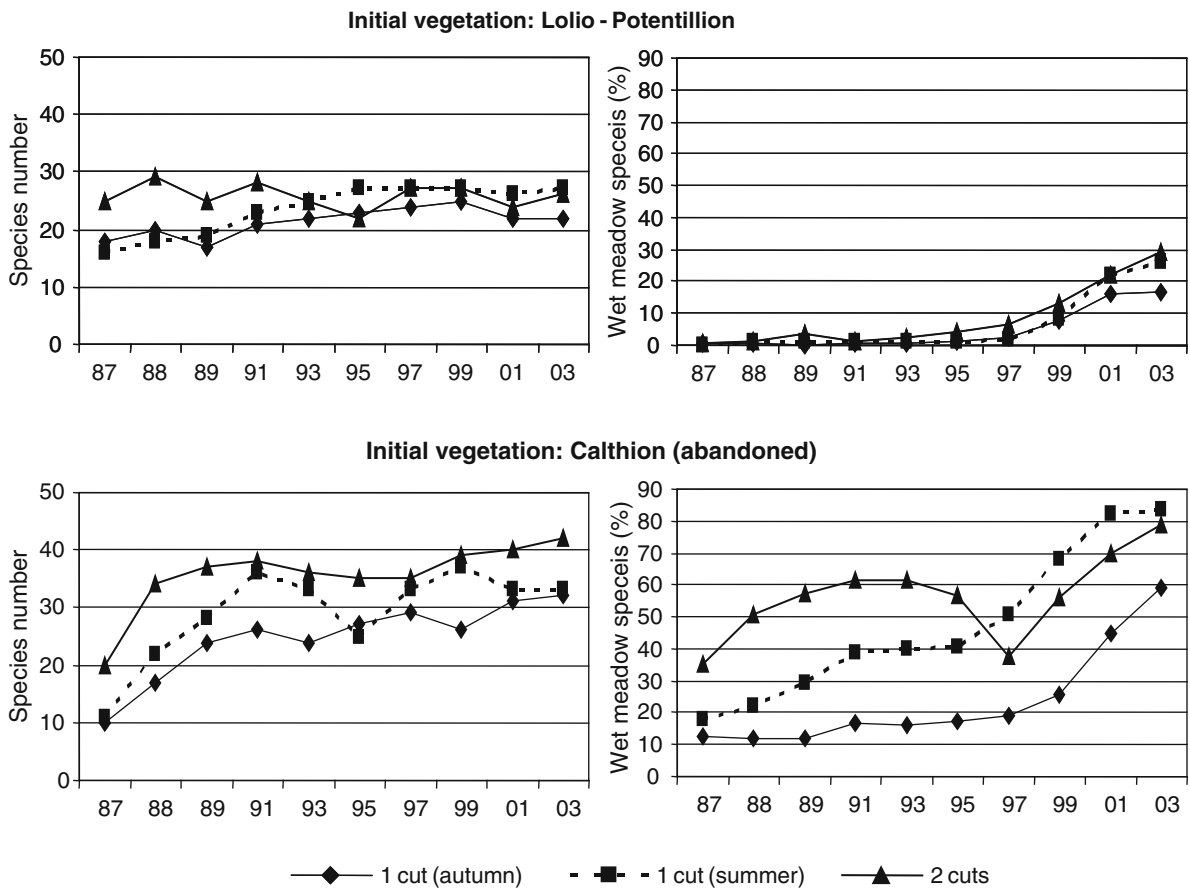 Initial vegetation: Lolio - Potentillion
Species number
50
40
30
20
10
0
87 88 89 91 93 95 97 99 01 03
Wet meadow speceis (%)
90
80
70
60
50
40
30
20
10
0
87 88 89 91 93 95 97 99 01 03
Initial vegetation: Calthion (abandoned)
Species number
50
40
30
20
10
0
87 88 89 91 93 95 97 99 01 03
Wet meadow speceis (%)
90
80
70
60
50
40
30
20
10
0
87 88 89 91 93 95 97 99 01 03
1 cut (autumn) 1 cut (summer) 2 cuts